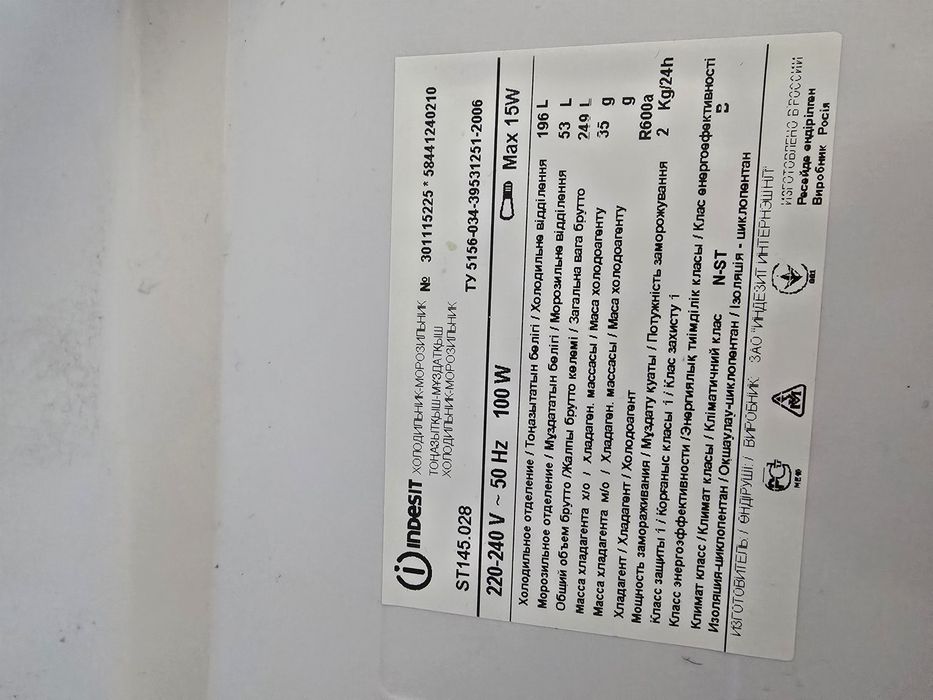 INDESIT ХОЛОДИЛЬНИК-МОРОЗИЛЬНИК № 301115225 * 58441240210
ТОҢАЗЫТҚЫШ-МҰЗДАТҚЫШ
ХОЛОДИЛЬНИК-МОРОЗИЛЬНИК
ST145.028 ТУ 5156-034-39531251-2006
220-240 V ~ 50 Hz 100 W Max 15W
Холодильное отделение / Тоңазытатын бөлігі / Холодильне відділення 196 L
Морозильное отделение / Мұздататын бөлігі / Морозильне відділення 53 L
Общий объем брутто /Жалпы брутто көлемі / Загальна вага брутто 249 L
Масса хладагента х/о / Хладаген. массасы / Маса холодоагенту 35 g
Масса хладагента м/о / Хладаген. массасы / Маса холодоагенту g
Хладагент / Хладагент / Холодоагент R600a
Мощность замораживания / Мұздату қуаты / Потужність заморожування 2 Kg/24h
Класс защиты i / Корғаныс класы i / Клас захисту i
Класс энергоэффективности /Энергиялық тиімділік класы / Клас енергоефективності B
Климат класс / Климат класы / Кліматичний клас N-ST
Изоляция-циклопентан / Оқшаулау-циклопентан / Ізоляція - циклопентан
ИЗГОТОВИТЕЛЬ / ӨНДІРУШІ / ВИРОБНИК ЗАО "ИНДЕЗИТ ИНТЕРНЭШНЛ"
ИЗГОТОВЛЕНО В РОССИИ
Ресейде өндірілген
Виробник Росія
МЕ